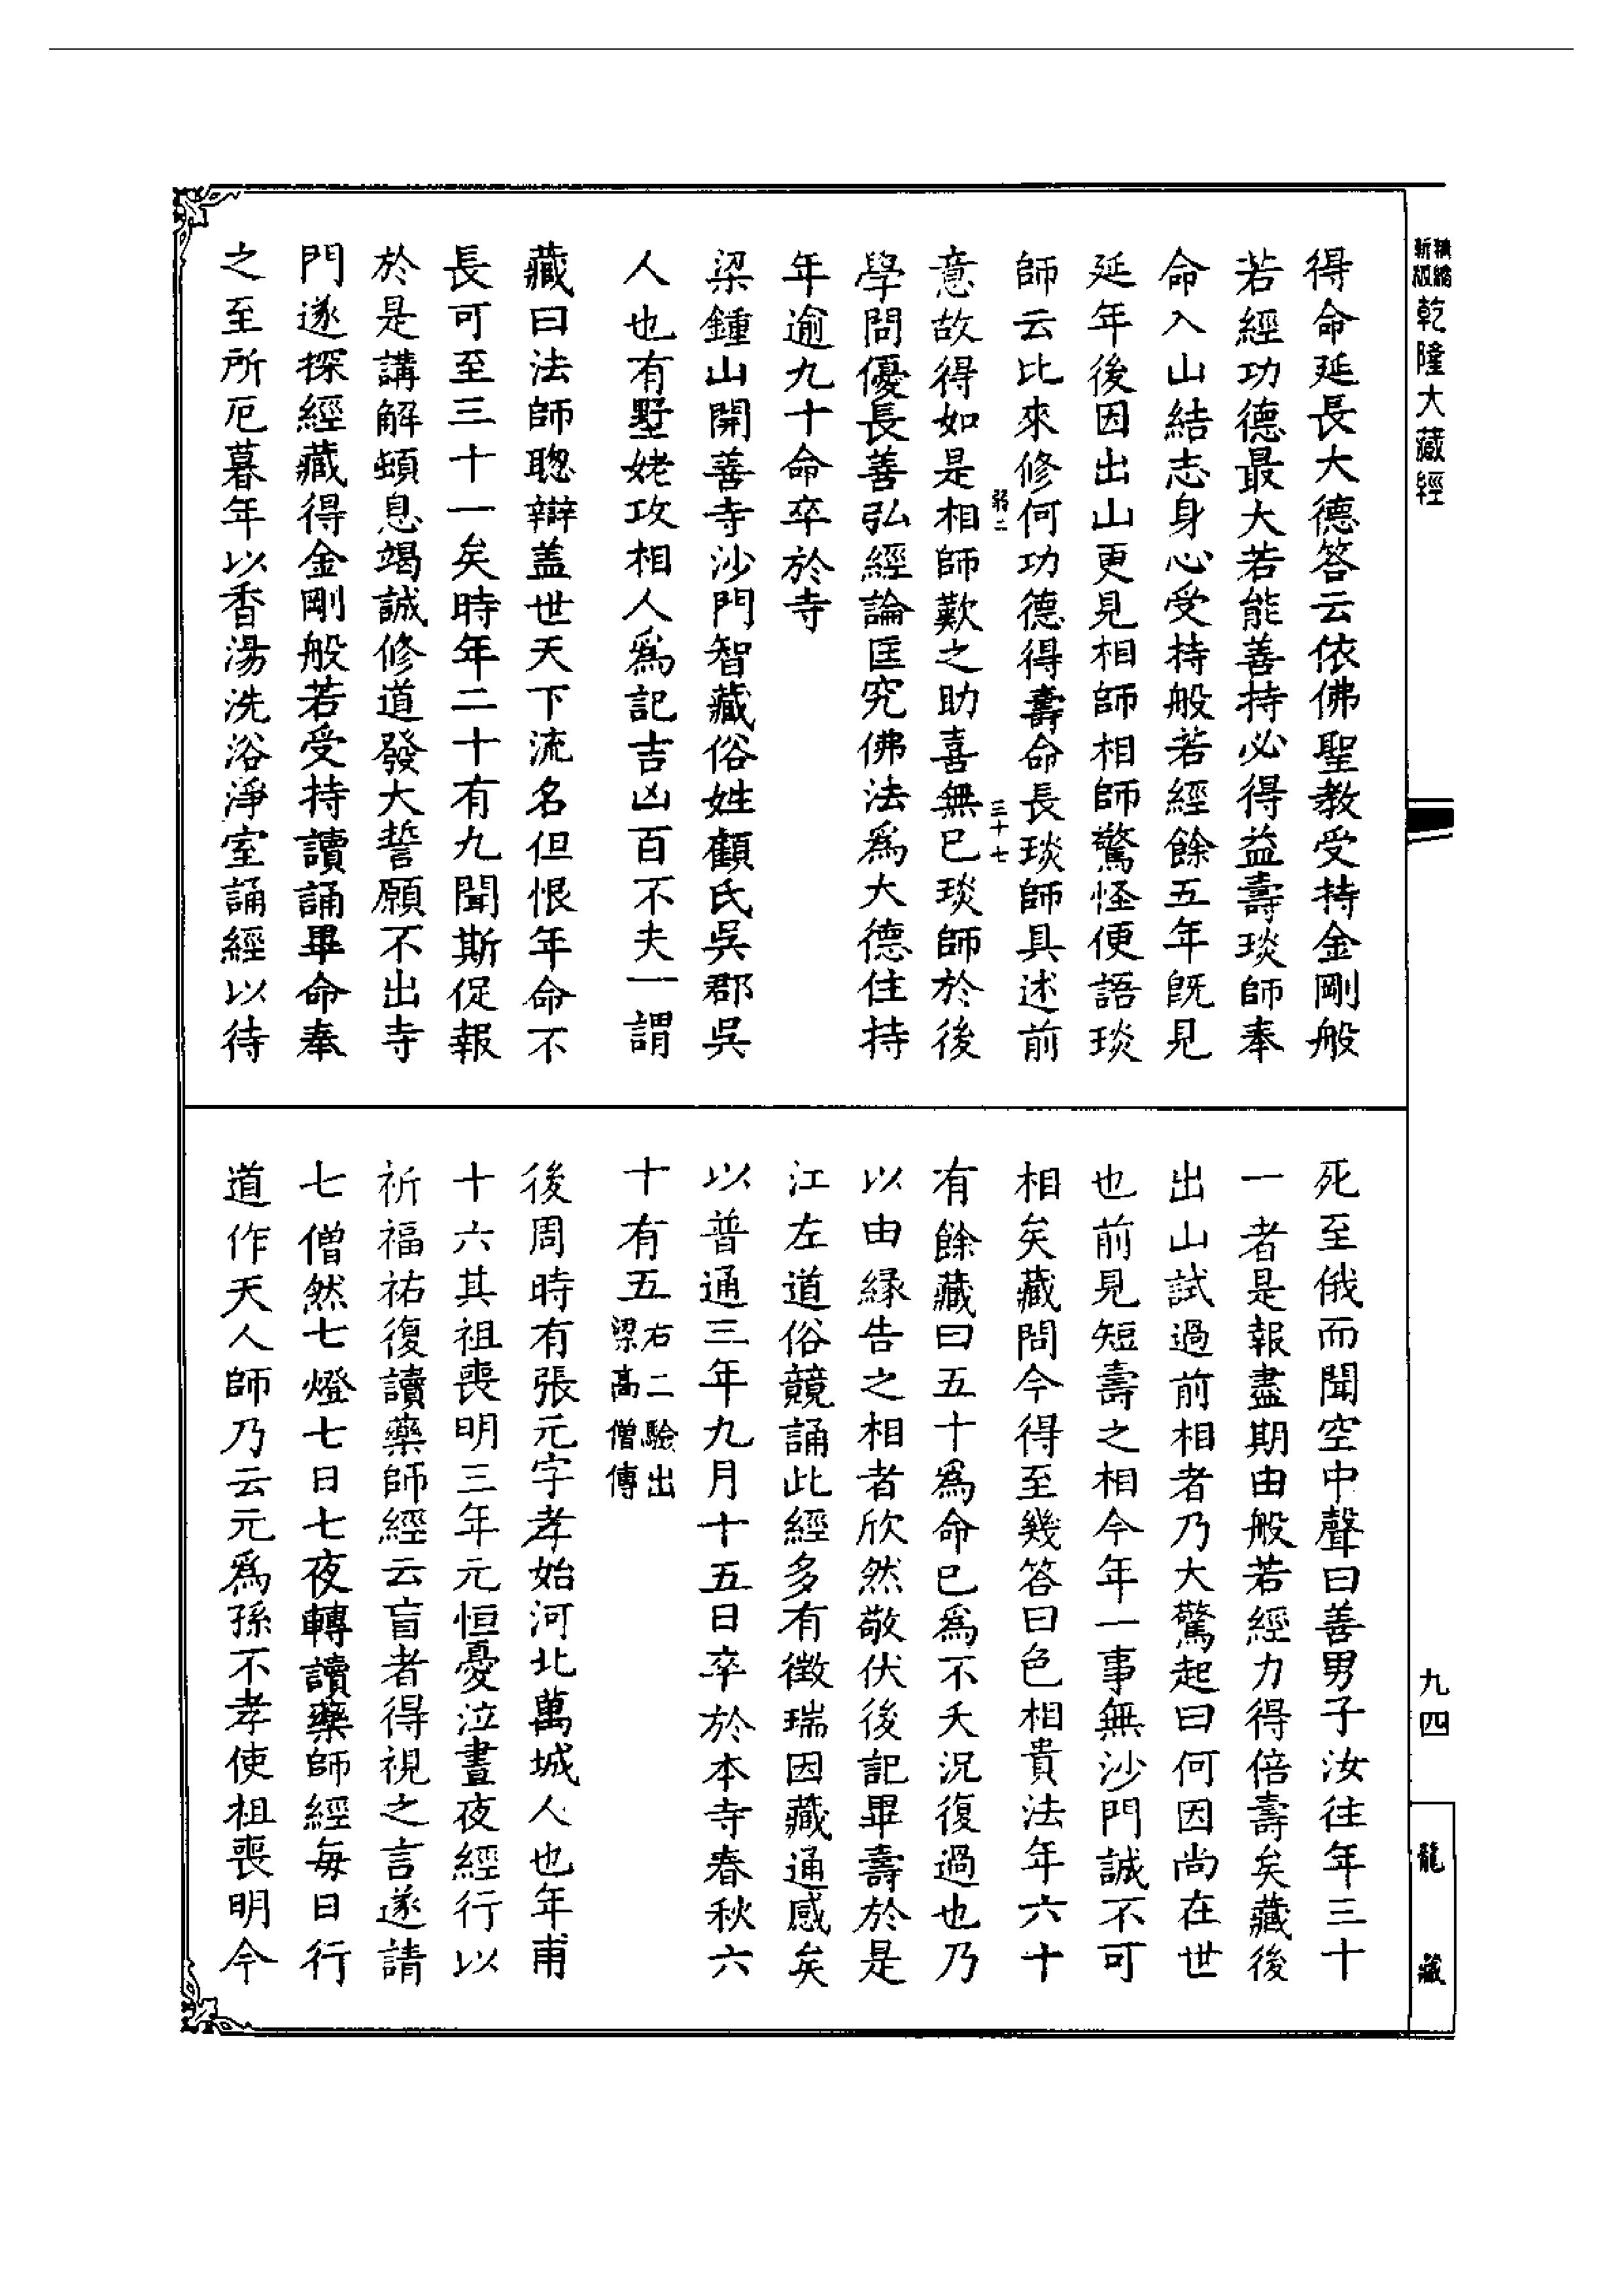 精縮新版乾隆大藏經
得命延長大德答云依佛聖教受持金剛般
若經功德最大若能善持必得益壽琰師奉
命入山結志身心受持般若經餘五年旣見
延年後因出山更見相師相師驚怪便語琰
師云比來修何功德得壽命長琰師具述前
弱二 三十七
意故得如是相師歎之助喜無已琰師於後
學問優長善弘經論匡究佛法爲大德住持
年逾九十命卒於寺
梁鍾山開善寺沙門智藏俗姓顧氏吳郡吳
人也有墅姥攻相人爲記吉凶百不夫一謂
藏曰法師聰辯盖世天下流名但恨年命不
長可至三十一矣時年二十有九聞斯促報
於是講解頓息竭誠修道發大誓願不出寺
門遂探經藏得金剛般若受持讀誦畢命奉
之至所厄暮年以香湯洗浴淨室誦經以待
死至俄而聞空中聲曰善男子汝往年三十
一者是報盡期由般若經力得倍壽矣藏後
出山試過前相者乃大驚起曰何因尚在世
也前見短壽之相今年一事無沙門誠不可
相矣藏問今得至幾答曰色相貴法年六十
有餘藏曰五十爲命已爲不夭況復過也乃
以由緣告之相者欣然敬伏後記畢壽於是
江左道俗競誦此經多有徵瑞因藏通感矣
以普通三年九月十五日卒於本寺春秋六
十有五右二驗出梁高僧傳
後周時有張元字孝始河北萬城人也年甫
十六其祖喪明三年元恒憂泣晝夜經行以
祈福祐復讀藥師經云盲者得視之言遂請
七僧然七燈七日七夜轉讀藥師經每日行
道作天人師乃云元爲孫不孝使祖喪明今
九四
龍藏